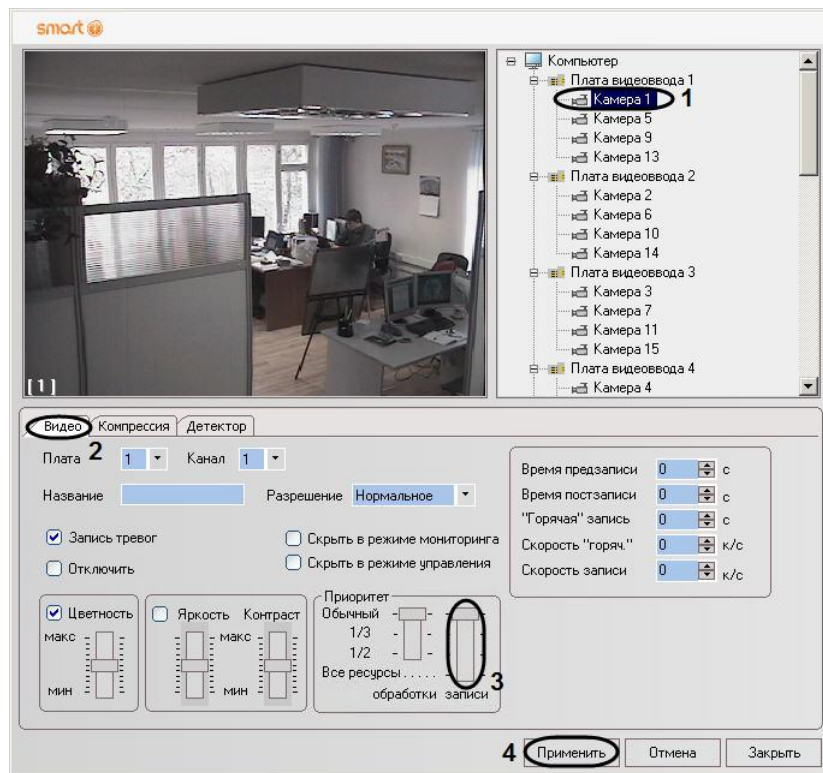 smart
Компьютер
Плата видеоввода 1
Камера 1
1
Камера 5
Камера 9
Камера 13
Плата видеоввода 2
Камера 2
Камера 6
Камера 10
Камера 14
Плата видеоввода 3
Камера 3
Камера 7
Камера 11
Камера 15
Плата видеоввода 4
Камера 4
[1]
Видео Компрессия Детектор
2
Плата 1 Канал 1
Название Разрешение Нормальное
Запись тревог
Отключить
Скрыть в режиме мониторинга
Скрыть в режиме управления
Время предзаписи 0 с
Время постзаписи 0 с
"Горячая" запись 0 с
Скорость "горяч." 0 к/с
Скорость записи 0 к/с
Цветность
макс
мин
Яркость Контраст
макс
мин
Приоритет
Обычный
1/3
1/2
Все ресурсы.....
обработки записи
3
4 Применить Отмена Закрыть